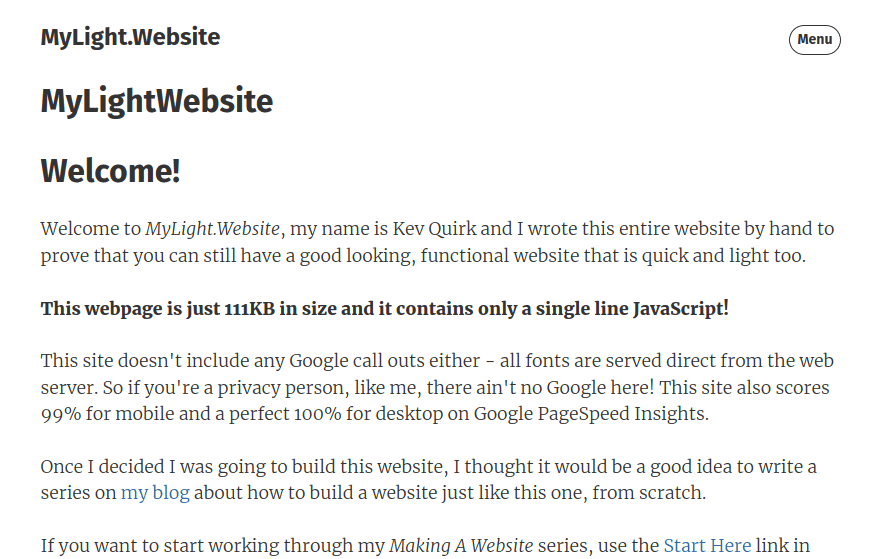 MyLight.Website
Menu
MyLightWebsite
Welcome!
Welcome to MyLight.Website, my name is Kev Quirk and I wrote this entire website by hand to
prove that you can still have a good looking, functional website that is quick and light too.
This webpage is just 111KB in size and it contains only a single line JavaScript!
This site doesn't include any Google call outs either - all fonts are served direct from the web
server. So if you're a privacy person, like me, there ain't no Google here! This site also scores
99% for mobile and a perfect 100% for desktop on Google PageSpeed Insights.
Once I decided I was going to build this website, I thought it would be a good idea to write a
series on my blog about how to build a website just like this one, from scratch.
If you want to start working through my Making A Website series, use the Start Here link in